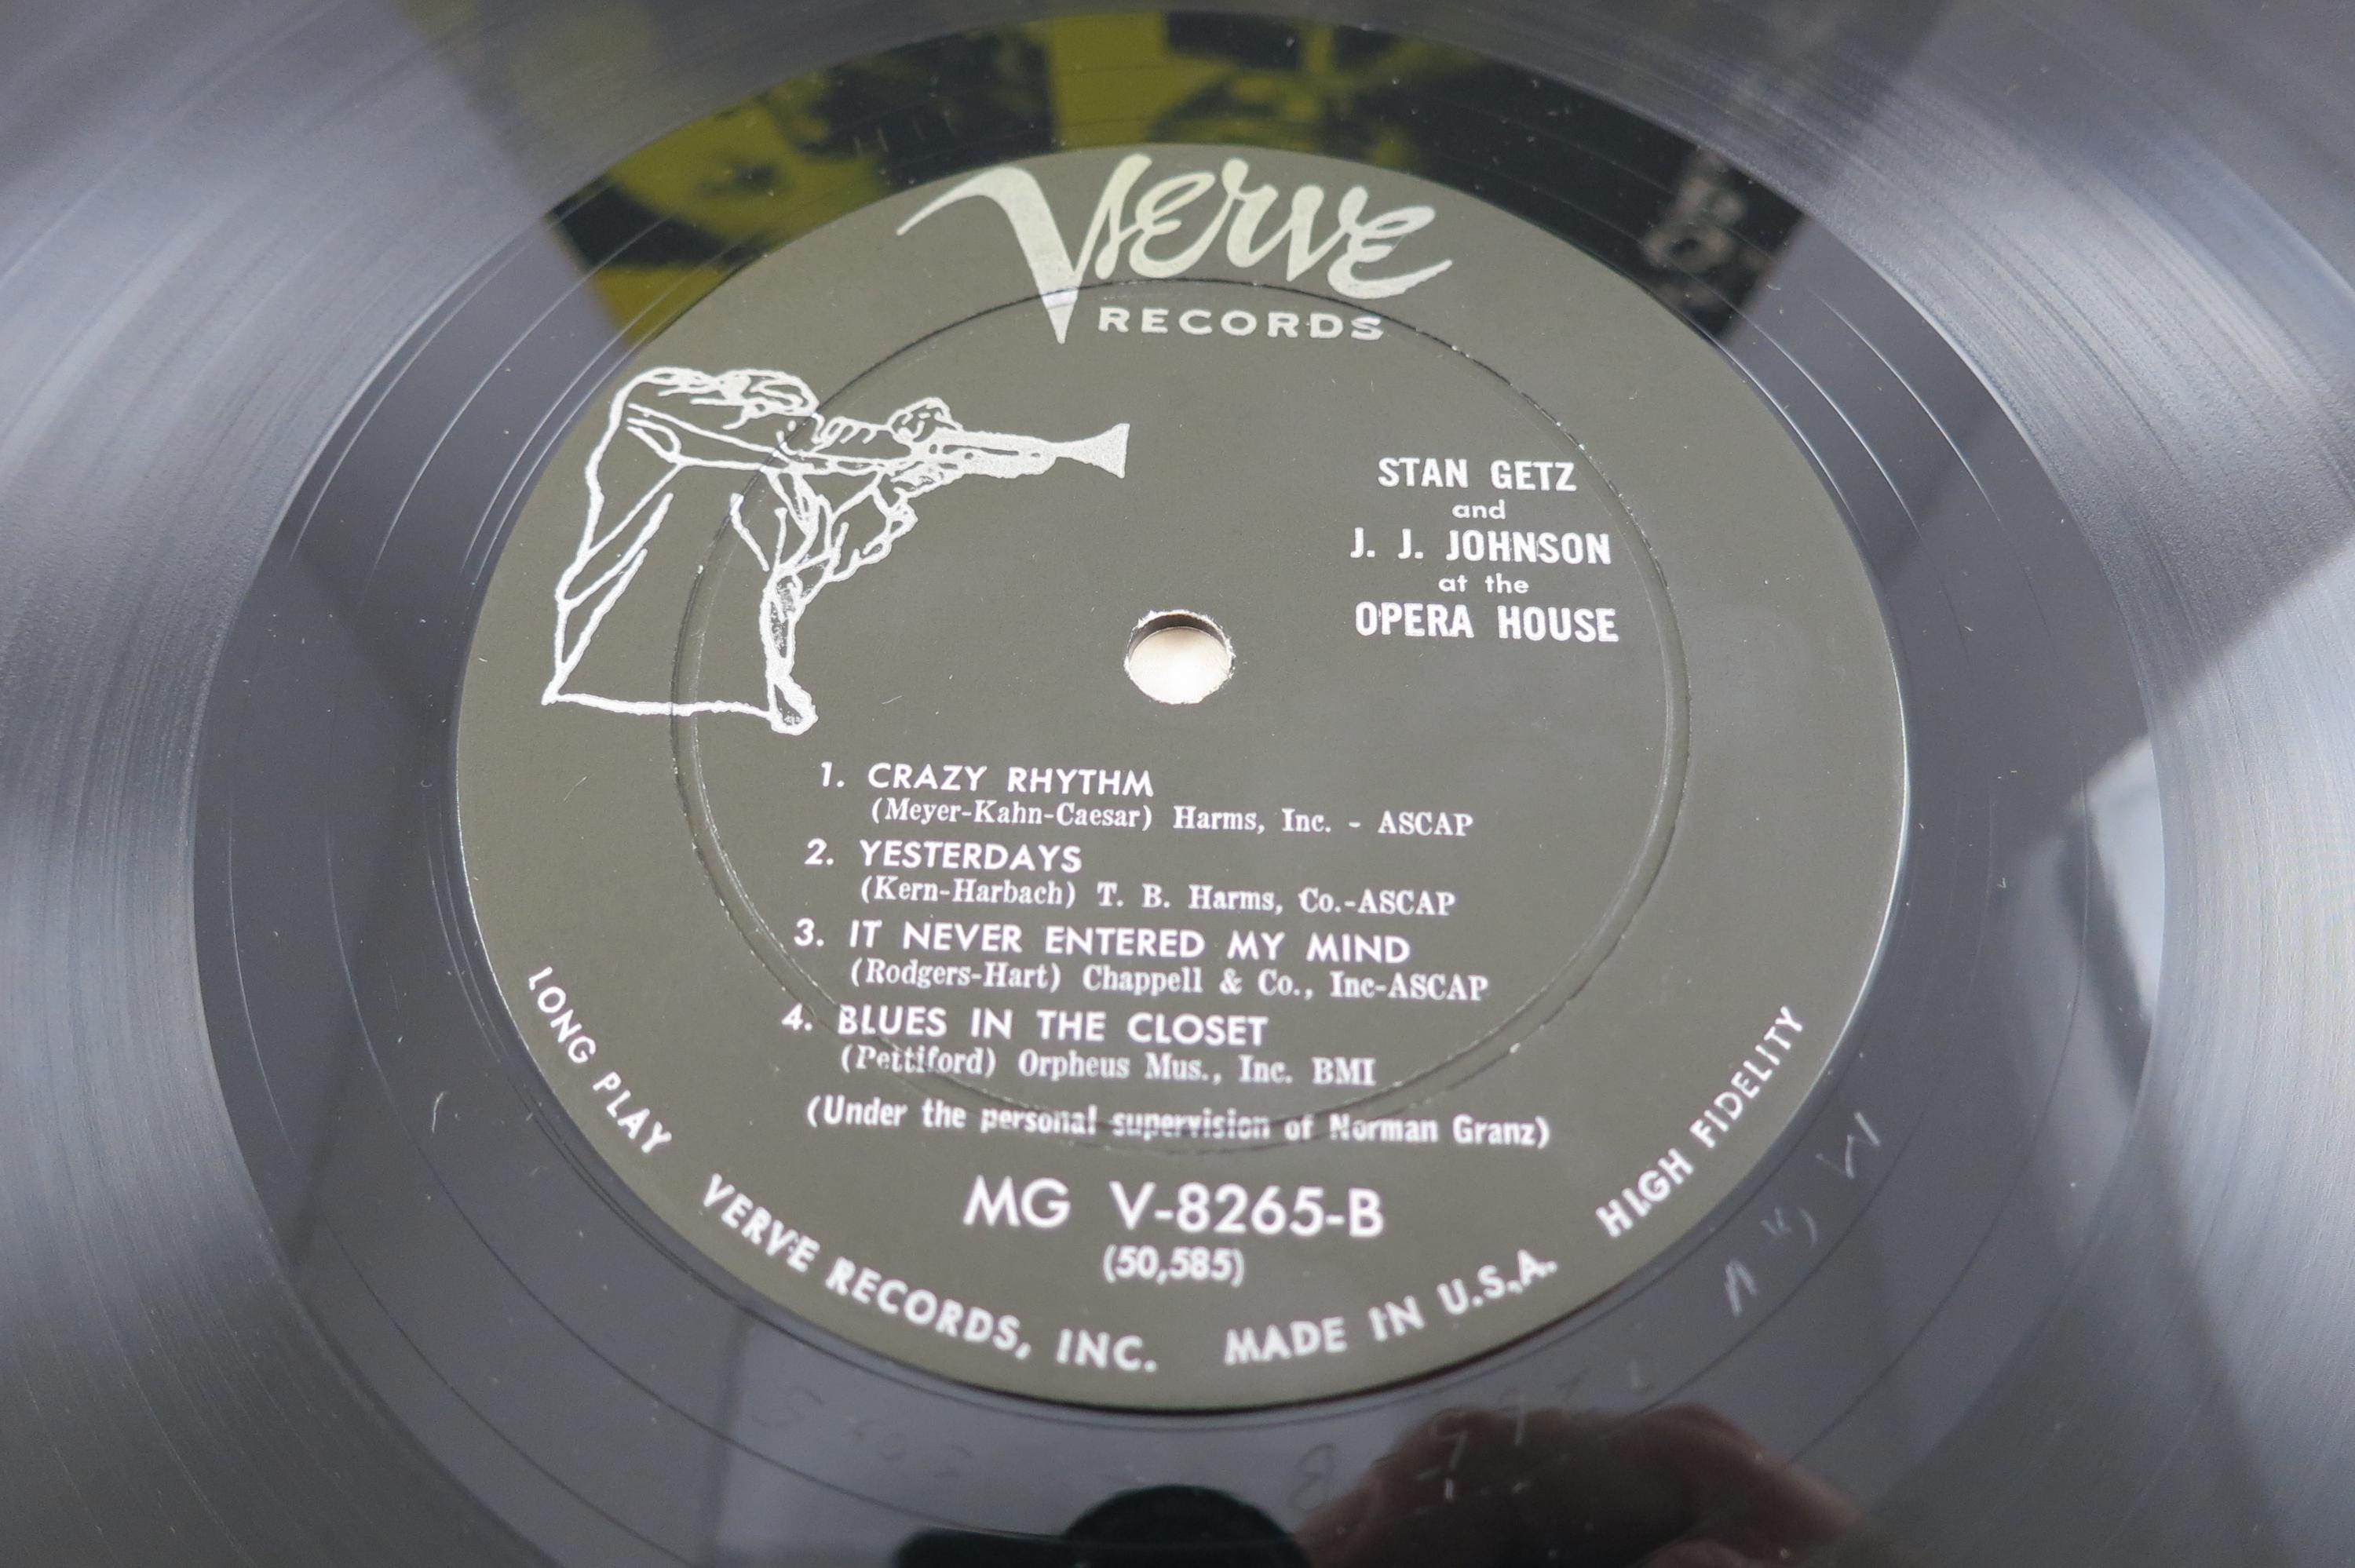 Verve
RECORDS
STAN GETZ
and
J. J. JOHNSON
at the
OPERA HOUSE
1. CRAZY RHYTHM
(Meyer-Kahn-Caesar) Harms, Inc. - ASCAP
2. YESTERDAYS
(Kern-Harbach) T. B. Harms, Co.-ASCAP
3. IT NEVER ENTERED MY MIND
(Rodgers-Hart) Chappell & Co., Inc-ASCAP
4. BLUES IN THE CLOSET
(Pettiford) Orpheus Mus., Inc. BMI
(Under the personal supervision of Norman Granz)
MG V-8265-B
(50,585)
LONG PLAY VERVE RECORDS, INC. MADE IN U.S.A. HIGH FIDELITY